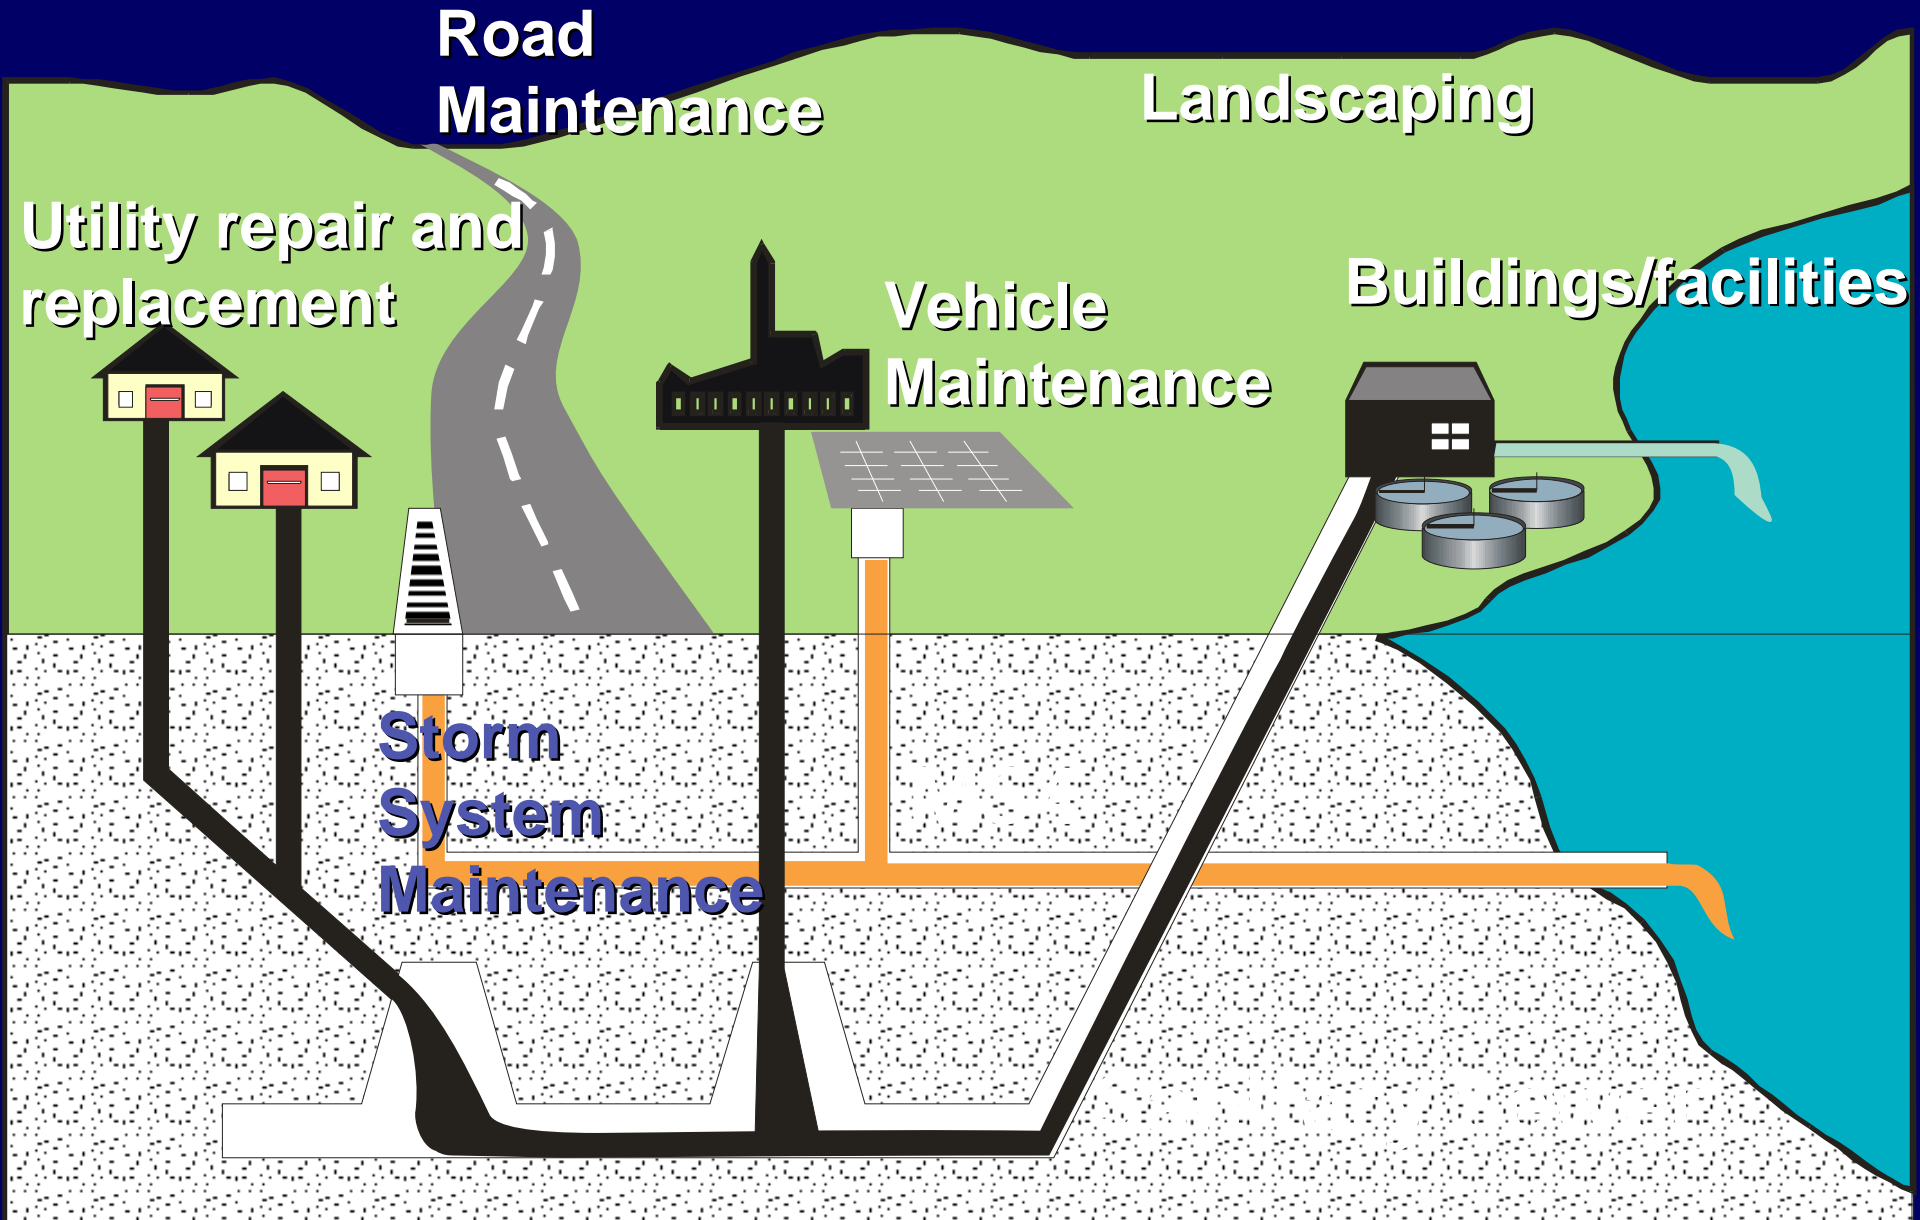 Road
Maintenance
Landscaping
Utility repair and
replacement
Buildings/facilities
Vehicle
Maintenance
Storm
System
Maintenance